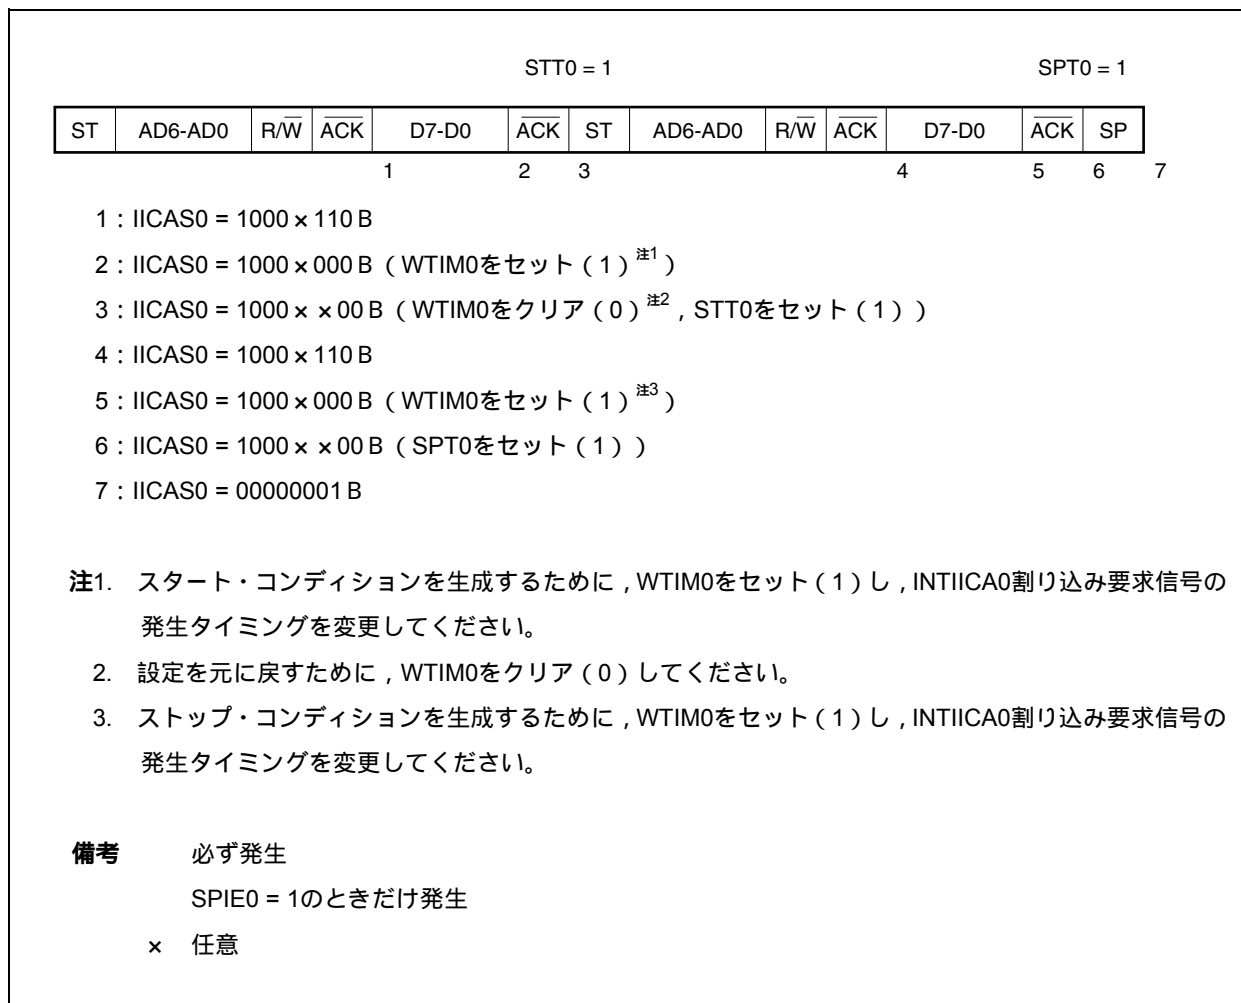 STT0 = 1 SPT0 = 1
ST AD6-AD0 R/W̅ A̅C̅K̅ D7-D0 A̅C̅K̅ ST AD6-AD0 R/W̅ A̅C̅K̅ D7-D0 A̅C̅K̅ SP
1 2 3 4 5 6 7
1 : IICAS0 = 1000×110 B
2 : IICAS0 = 1000×000 B（WTIM0をセット（1）注1）
3 : IICAS0 = 1000××00 B（WTIM0をクリア（0）注2，STT0をセット（1））
4 : IICAS0 = 1000×110 B
5 : IICAS0 = 1000×000 B（WTIM0をセット（1）注3）
6 : IICAS0 = 1000××00 B（SPT0をセット（1））
7 : IICAS0 = 00000001 B
注1. スタート・コンディションを生成するために，WTIM0をセット（1）し，INTIICA0割り込み要求信号の
発生タイミングを変更してください。
2. 設定を元に戻すために，WTIM0をクリア（0）してください。
3. ストップ・コンディションを生成するために，WTIM0をセット（1）し，INTIICA0割り込み要求信号の
発生タイミングを変更してください。
備考 必ず発生
SPIE0 = 1のときだけ発生
× 任意